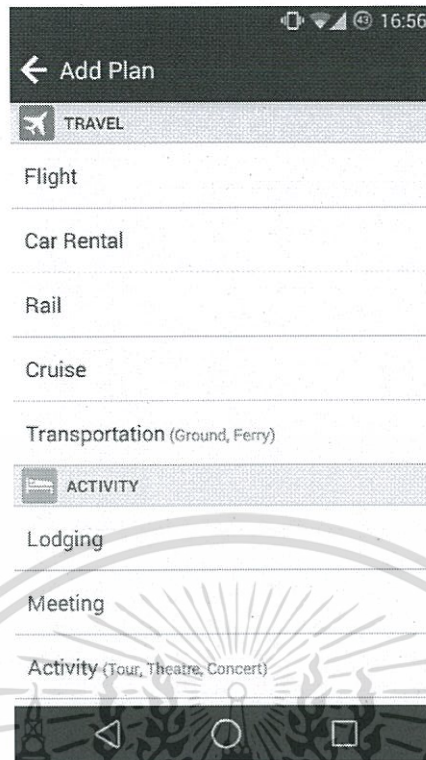 43 16:56
Add Plan
TRAVEL
Flight
Car Rental
Rail
Cruise
Transportation (Ground, Ferry)
ACTIVITY
Lodging
Meeting
Activity (Tour, Theatre, Concert)